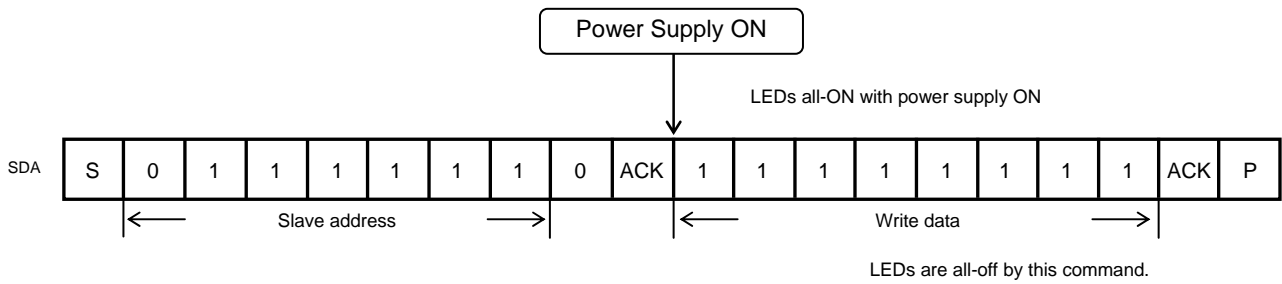 Power Supply ON
LEDs all-ON with power supply ON
SDA S 0 1 1 1 1 1 1 0 ACK 1 1 1 1 1 1 1 1 ACK P
Slave address Write data
LEDs are all-off by this command.